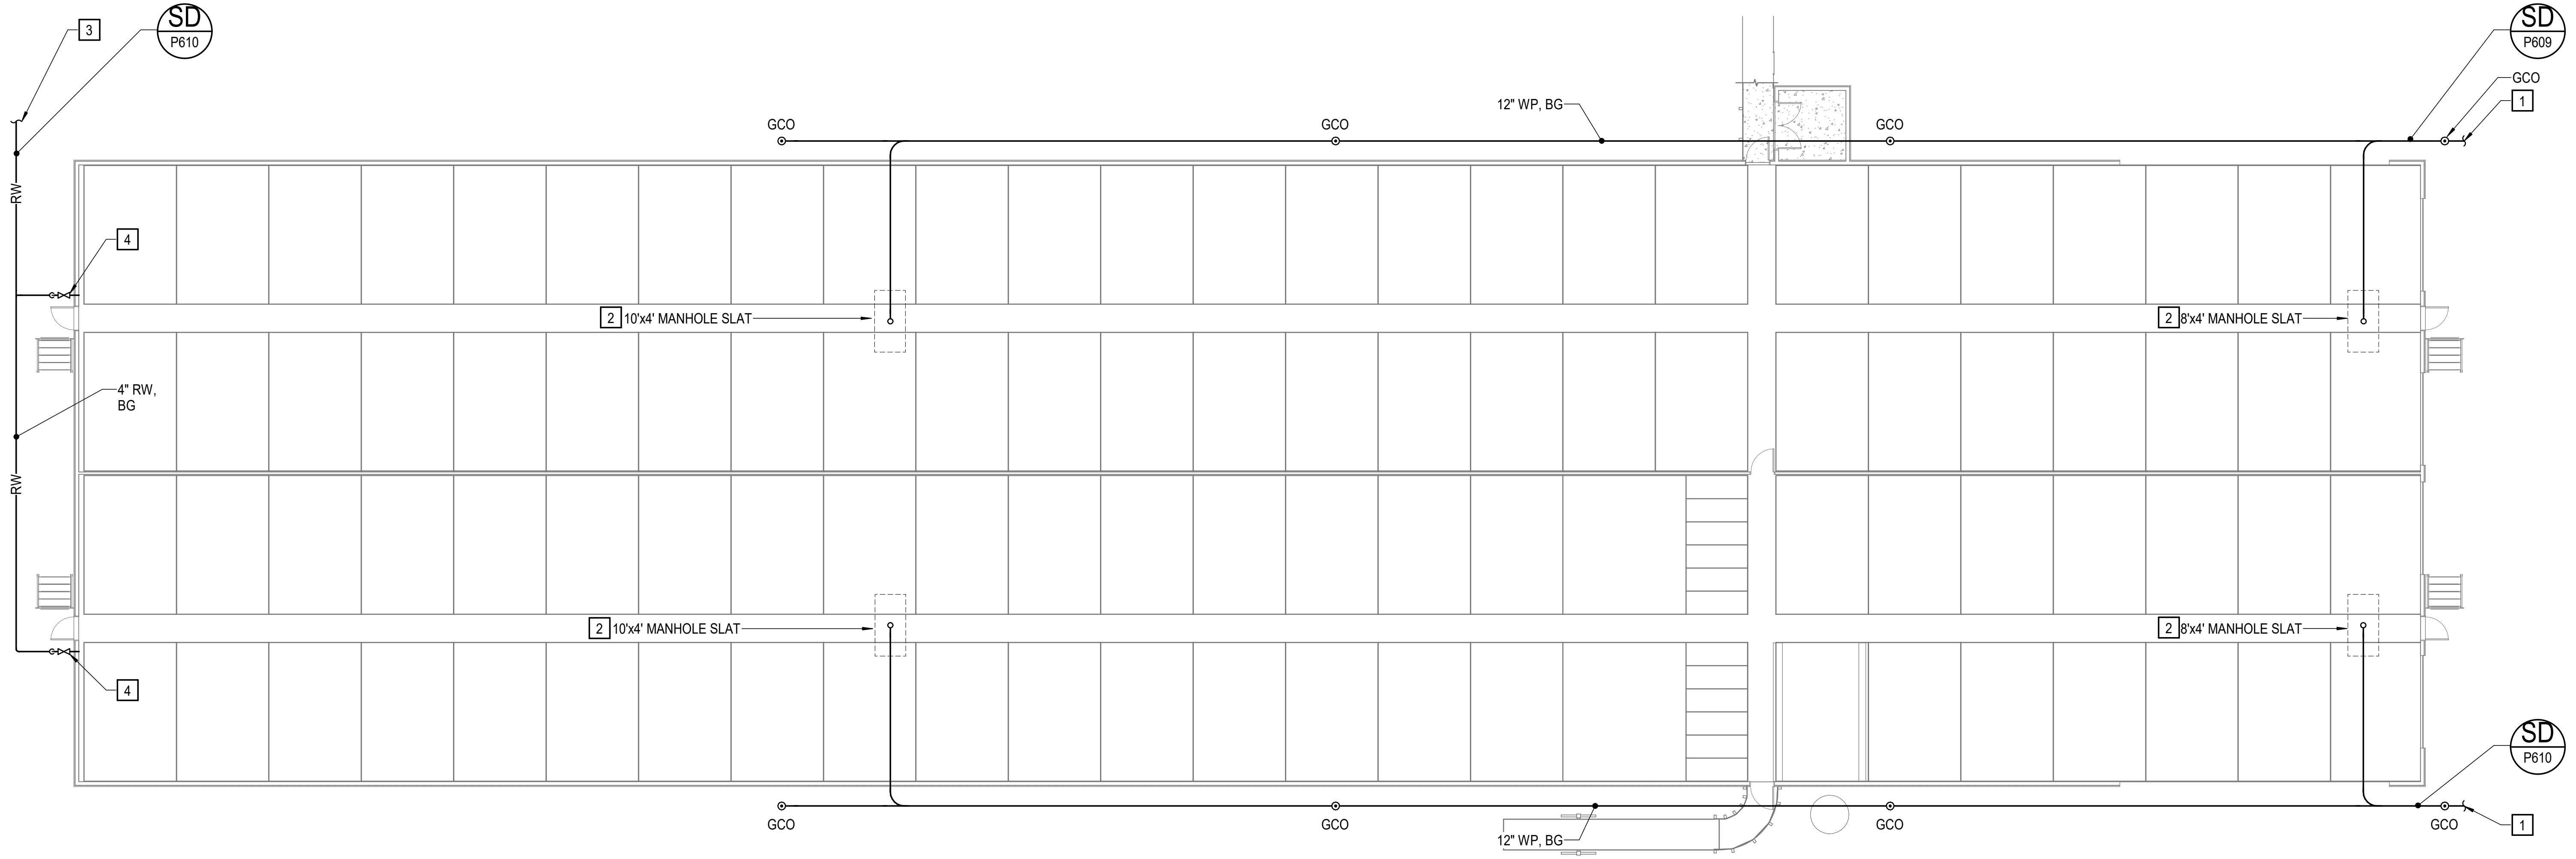 3
SD
P610
SD
P609
GCO
1
12" WP, BG
GCO
GCO
GCO
RW
4
2 10'x4' MANHOLE SLAT
2 8'x4' MANHOLE SLAT
4" RW,
BG
RW
2 10'x4' MANHOLE SLAT
2 8'x4' MANHOLE SLAT
4
SD
P610
GCO
GCO
12" WP, BG
GCO
GCO
1